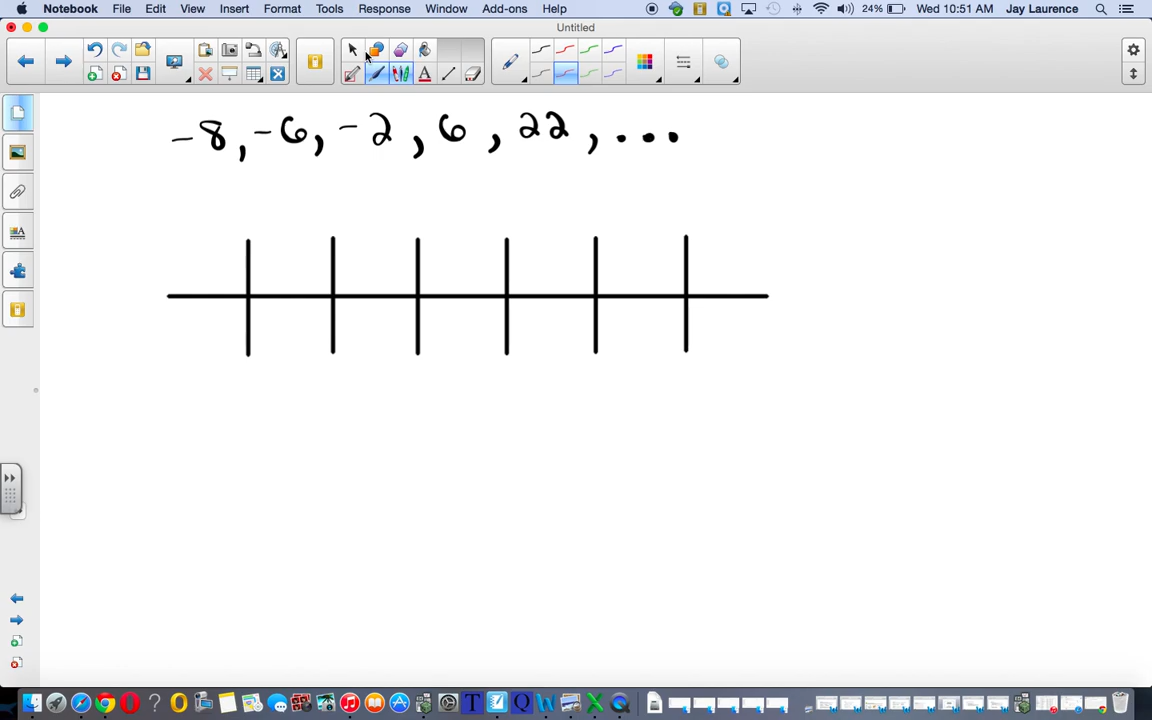 Notebook File Edit View Insert Format Tools Response Window Add-ons Help 24% Wed 10:51 AM Jay Laurence
Untitled
-8, -6, -2, 6, 22, ...